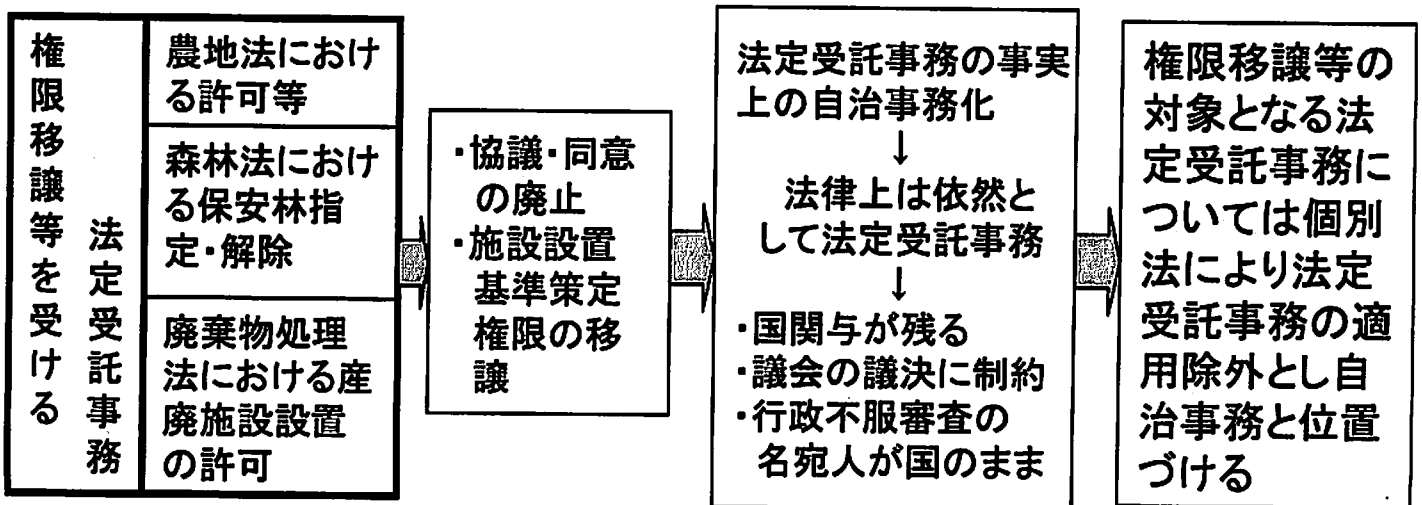 権限移譲等を受ける
法定受託事務
農地法におけ
る許可等
森林法におけ
る保安林指
定・解除
廃棄物処理
法における産
廃施設設置
の許可
・協議・同意
の廃止
・施設設置
基準策定
権限の移
譲
法定受託事務の事実
上の自治事務化
↓
法律上は依然と
して法定受託事務
↓
・国関与が残る
・議会の議決に制約
・行政不服審査の
名宛人が国のまま
権限移譲等の
対象となる法
定受託事務に
ついては個別
法により法定
受託事務の適
用除外とし自
治事務と位置
づける